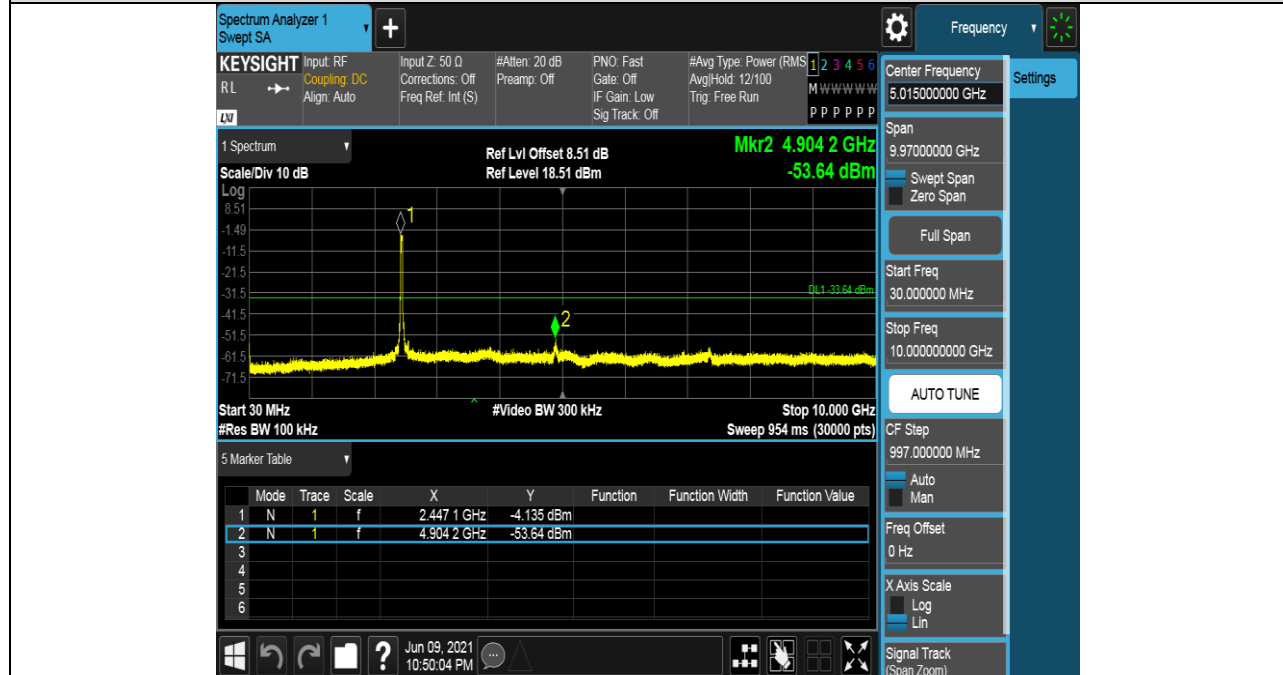 Spectrum Analyzer 1
Swept SA
+
Frequency
KEYSIGHT
RL
LXI
Input: RF
Coupling: DC
Align: Auto
Input Z: 50 Ω
Corrections: Off
Freq Ref: Int (S)
#Atten: 20 dB
Preamp: Off
PNO: Fast
Gate: Off
IF Gain: Low
Sig Track: Off
#Avg Type: Power (RMS
Avg|Hold: 12/100
Trig: Free Run
1 2 3 4 5 6
M W W W W W
P P P P P P
Center Frequency
5.015000000 GHz
Settings
Span
9.97000000 GHz
Swept Span
Zero Span
Full Span
Start Freq
30.000000 MHz
Stop Freq
10.000000000 GHz
AUTO TUNE
CF Step
997.000000 MHz
Auto
Man
Freq Offset
0 Hz
X Axis Scale
Log
Lin
Signal Track
(Span Zoom)
1 Spectrum
Scale/Div 10 dB
Ref Lvl Offset 8.51 dB
Ref Level 18.51 dBm
Mkr2 4.904 2 GHz
-53.64 dBm
Log
8.51
-1.49
-11.5
-21.5
-31.5
-41.5
-51.5
-61.5
-71.5
1
2
DL1 -33.64 dBm
Start 30 MHz
#Res BW 100 kHz
#Video BW 300 kHz
Stop 10.000 GHz
Sweep 954 ms (30000 pts)
5 Marker Table
Mode Trace Scale X Y Function Function Width Function Value
1 N 1 f 2.447 1 GHz -4.135 dBm
2 N 1 f 4.904 2 GHz -53.64 dBm
3
4
5
6
?
Jun 09, 2021
10:50:04 PM